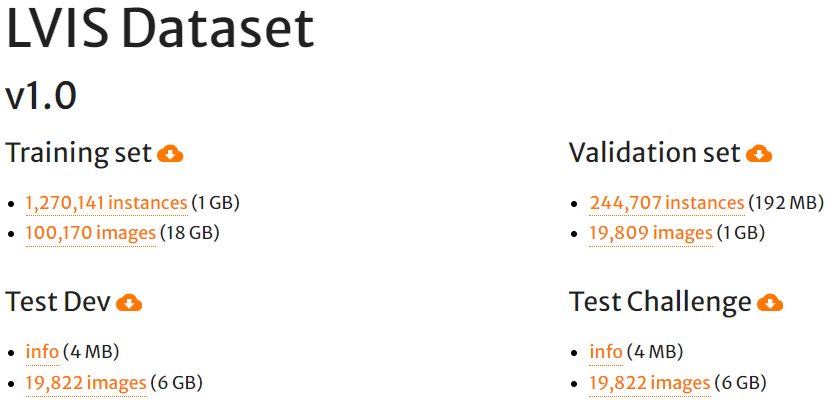 LVIS Dataset
v1.0
Training set
1,270,141 instances (1 GB)
100,170 images (18 GB)
Validation set
244,707 instances (192 MB)
19,809 images (1 GB)
Test Dev
info (4 MB)
19,822 images (6 GB)
Test Challenge
info (4 MB)
19,822 images (6 GB)